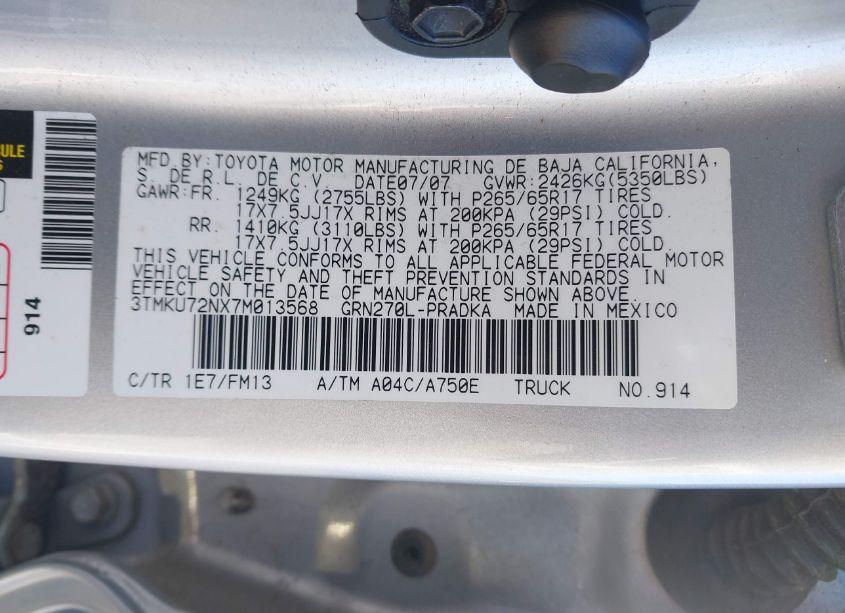 BULE
S
914
MFD.BY:TOYOTA MOTOR MANUFACTURING DE BAJA CALIFORNIA,
S. DE R.L. DE C.V. DATE07/07 GVWR:2426KG(5350LBS)
GAWR:FR. 1249KG (2755LBS) WITH P265/65R17 TIRES
17X7.5JJ17X RIMS AT 200KPA (29PSI) COLD.
RR. 1410KG (3110LBS) WITH P265/65R17 TIRES
17X7.5JJ17X RIMS AT 200KPA (29PSI) COLD.
THIS VEHICLE CONFORMS TO ALL APPLICABLE FEDERAL MOTOR
VEHICLE SAFETY AND THEFT PREVENTION STANDARDS IN
EFFECT ON THE DATE OF MANUFACTURE SHOWN ABOVE.
3TMKU72NX7M013568 GRN270L-PRADKA MADE IN MEXICO
C/TR 1E7/FM13 A/TM A04C/A750E TRUCK NO.914